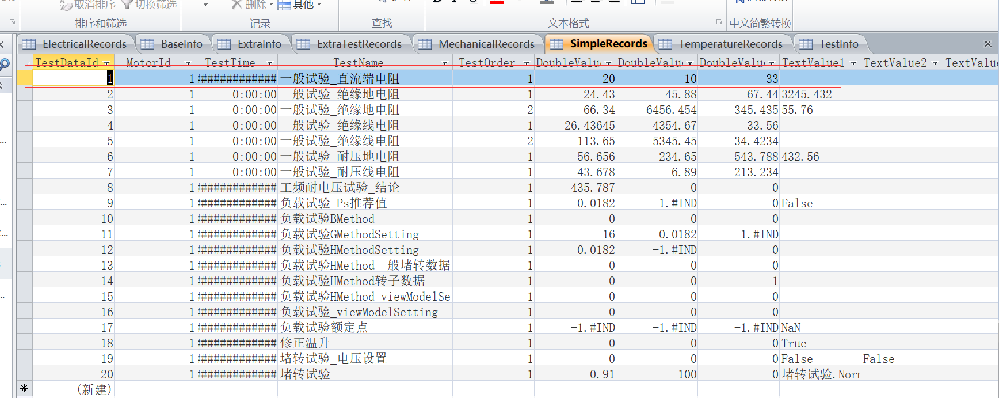 取消排序 切换筛选 删除 其他
排序和筛选 记录 查找 文本格式 中文简繁转换
ElectricalRecords BaseInfo ExtraInfo ExtraTestRecords MechanicalRecords SimpleRecords TemperatureRecords TestInfo
TestDataId MotorId TestTime TestName TestOrder DoubleValue DoubleValue DoubleValue TextValue1 TextValue2 TextValue
1 1 ############# 一般试验_直流端电阻 1 20 10 33
2 1 0:00:00 一般试验_绝缘地电阻 1 24.43 45.88 67.44 3245.432
3 1 0:00:00 一般试验_绝缘地电阻 2 66.34 6456.454 345.435 55.76
4 1 0:00:00 一般试验_绝缘线电阻 1 26.43645 4354.67 33.56
5 1 0:00:00 一般试验_绝缘线电阻 2 113.65 5345.45 34.4234
6 1 0:00:00 一般试验_耐压地电阻 1 56.656 234.65 543.788 432.56
7 1 0:00:00 一般试验_耐压线电阻 1 43.678 6.89 213.234
8 1 ############# 工频耐电压试验_结论 1 435.787 0 0
9 1 ############# 负载试验_Ps推荐值 1 0.0182 -1.#IND 0 False
10 1 ############# 负载试验BMethod 1 0 0 0
11 1 ############# 负载试验GMethodSetting 1 16 0.0182 -1.#IND
12 1 ############# 负载试验HMethodSetting 1 0.0182 -1.#IND 0
13 1 ############# 负载试验HMethod一般堵转数据 1 0 0 0
14 1 ############# 负载试验HMethod转子数据 1 0 0 1
15 1 ############# 负载试验HMethod_viewModelSe 1 0 0 0
16 1 ############# 负载试验_viewModelSetting 1 0 0 0
17 1 ############# 负载试验额定点 1 -1.#IND -1.#IND -1.#IND NaN
18 1 ############# 修正温升 1 0 0 0 True
19 1 ############# 堵转试验_电压设置 1 0 0 0 False False
20 1 ############# 堵转试验 1 0.91 100 0 堵转试验.Norm
(新建)